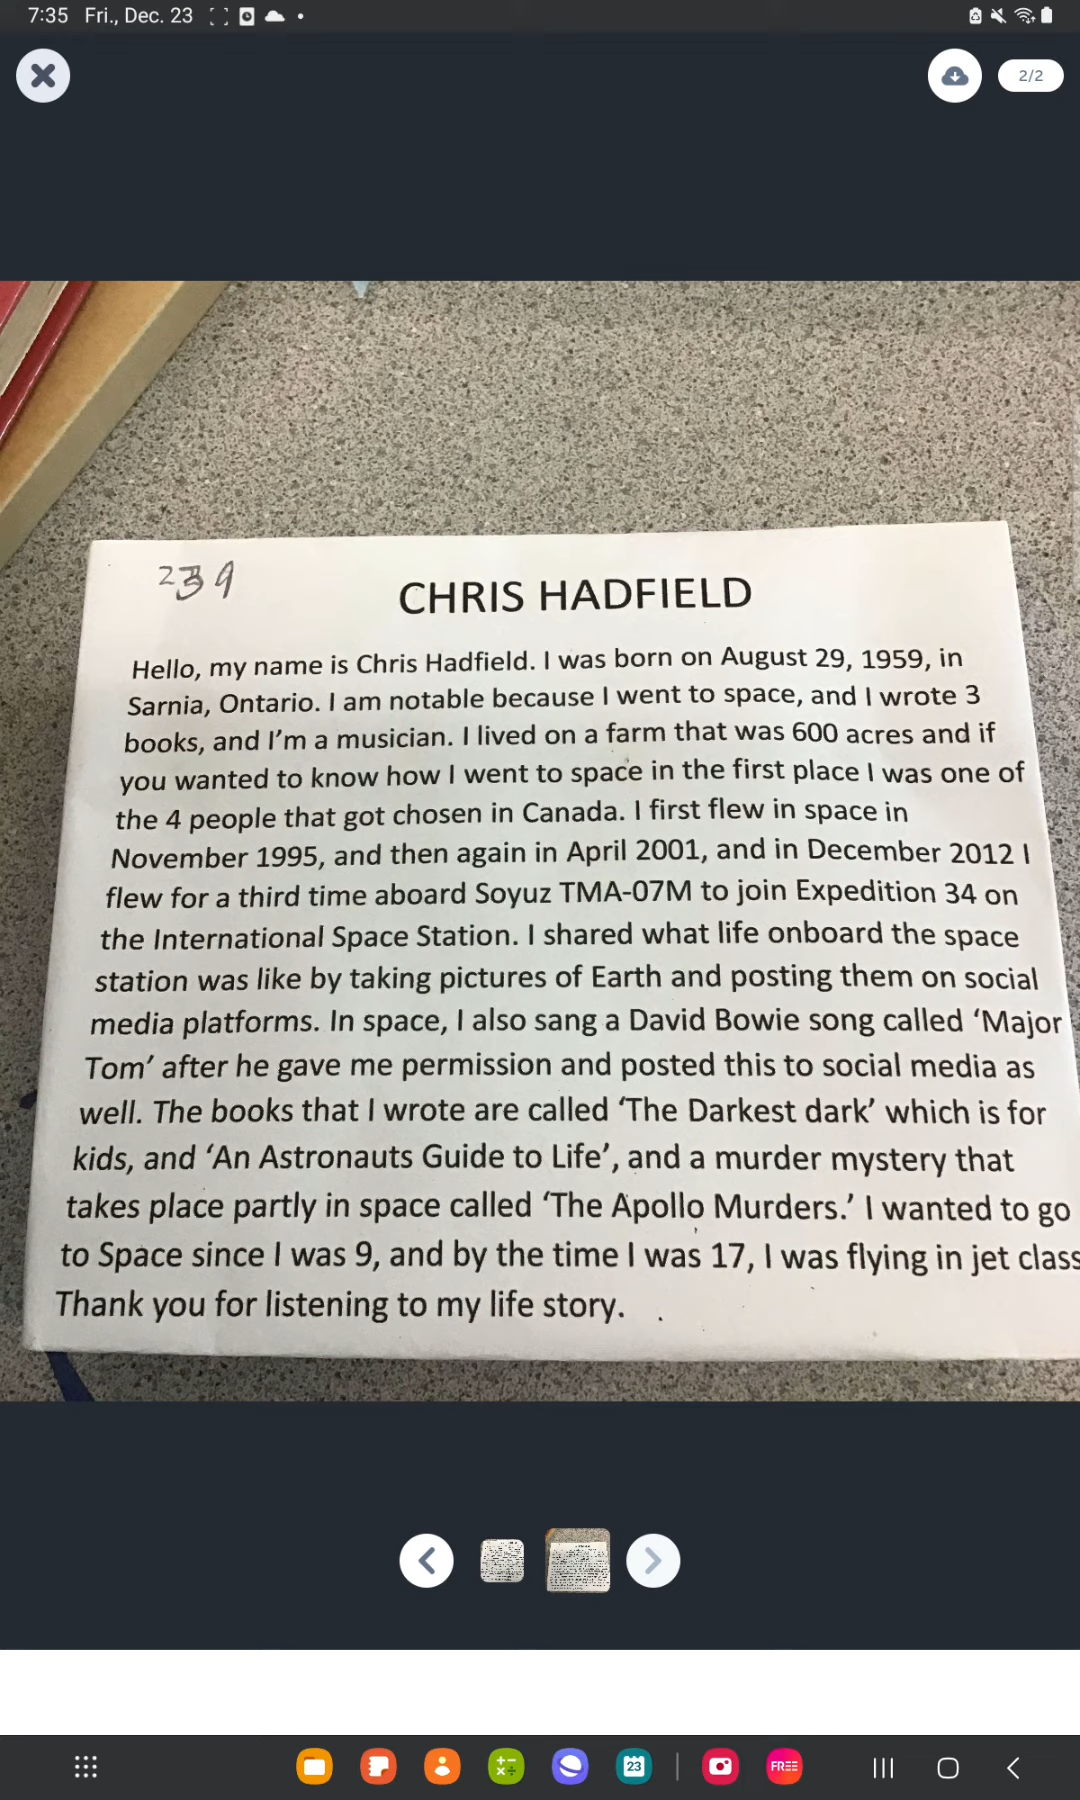 7:35 Fri., Dec. 23
2/2
239
CHRIS HADFIELD
Hello, my name is Chris Hadfield. I was born on August 29, 1959, in
Sarnia, Ontario. I am notable because I went to space, and I wrote 3
books, and I’m a musician. I lived on a farm that was 600 acres and if
you wanted to know how I went to space in the first place I was one of
the 4 people that got chosen in Canada. I first flew in space in
November 1995, and then again in April 2001, and in December 2012 I
flew for a third time aboard Soyuz TMA-07M to join Expedition 34 on
the International Space Station. I shared what life onboard the space
station was like by taking pictures of Earth and posting them on social
media platforms. In space, I also sang a David Bowie song called ‘Major
Tom’ after he gave me permission and posted this to social media as
well. The books that I wrote are called ‘The Darkest dark’ which is for
kids, and ‘An Astronauts Guide to Life’, and a murder mystery that
takes place partly in space called ‘The Apollo Murders.’ I wanted to go
to Space since I was 9, and by the time I was 17, I was flying in jet class
Thank you for listening to my life story.
23
FREE